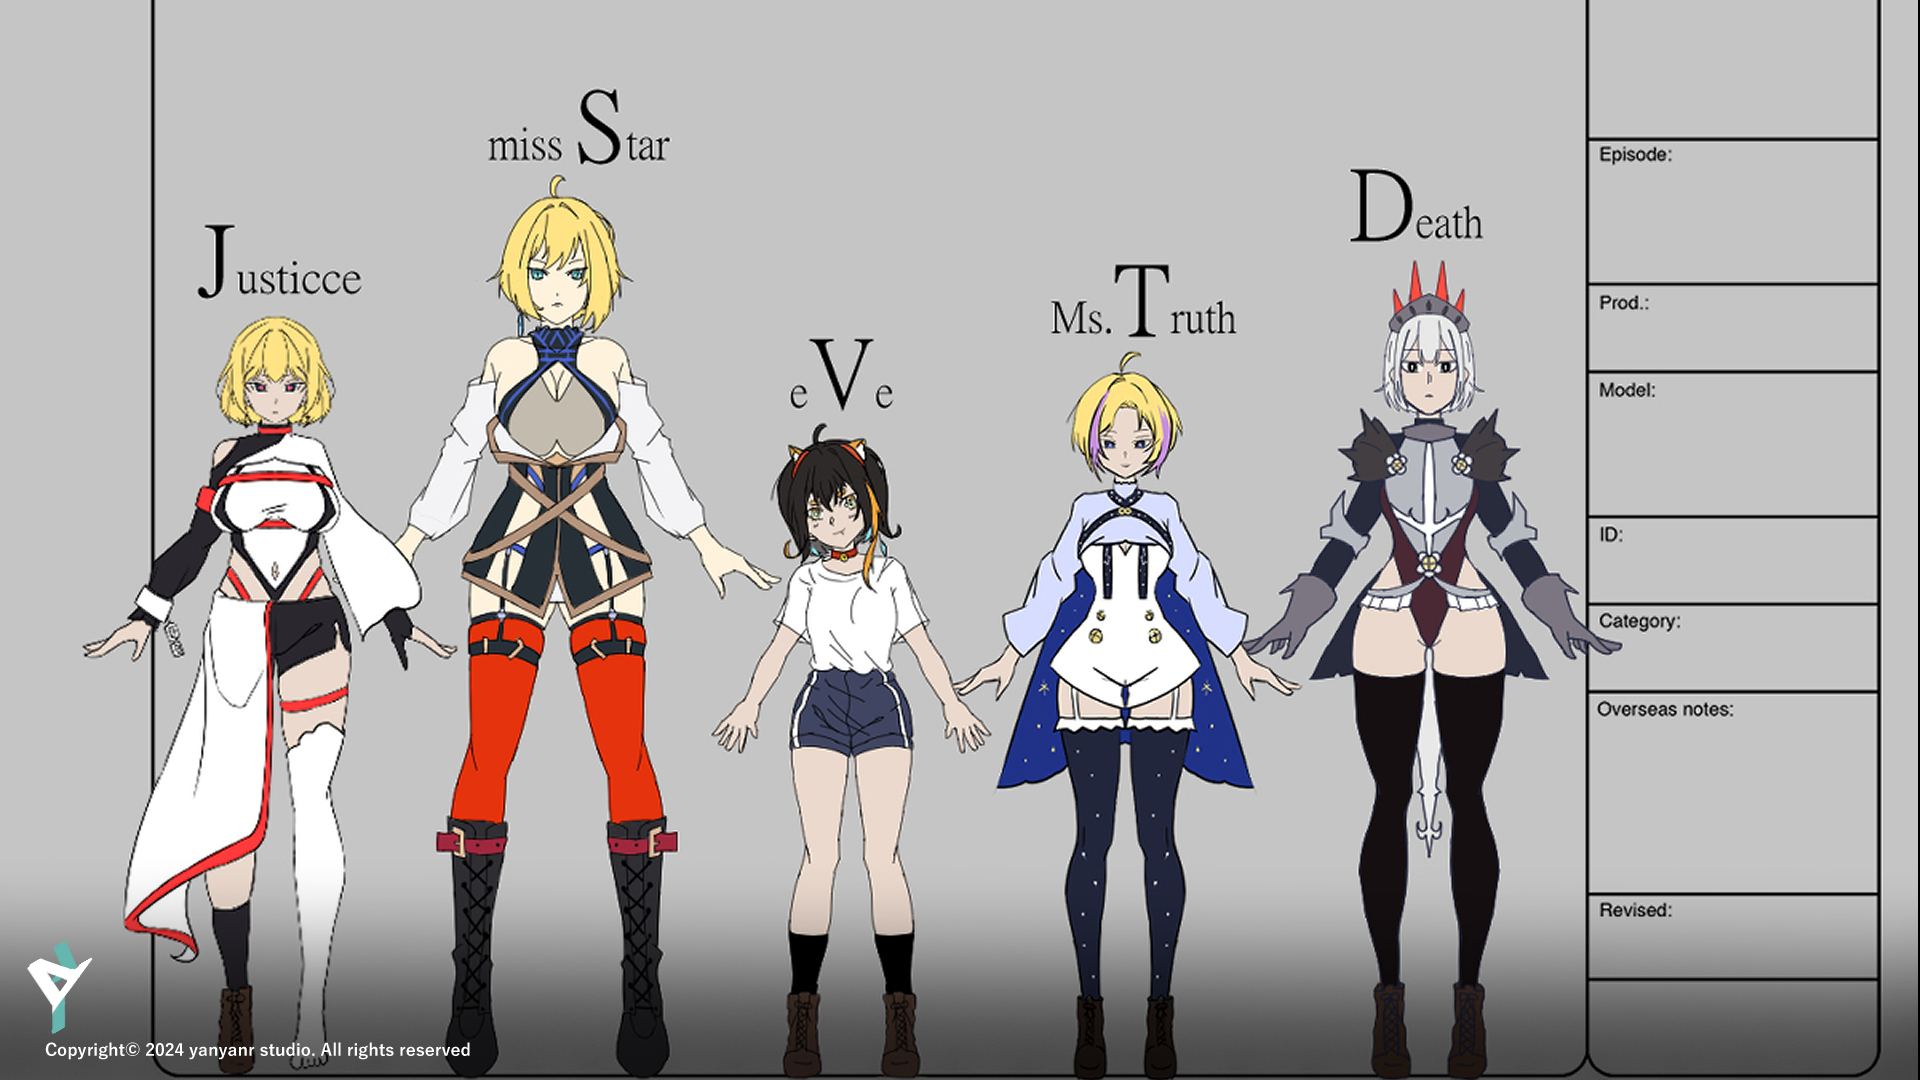 Justicce
miss Star
eVe
Ms. Truth
Death
Episode:
Prod.:
Model:
ID:
Category:
Overseas notes:
Revised:
Copyright© 2024 yanyanr studio. All rights reserved